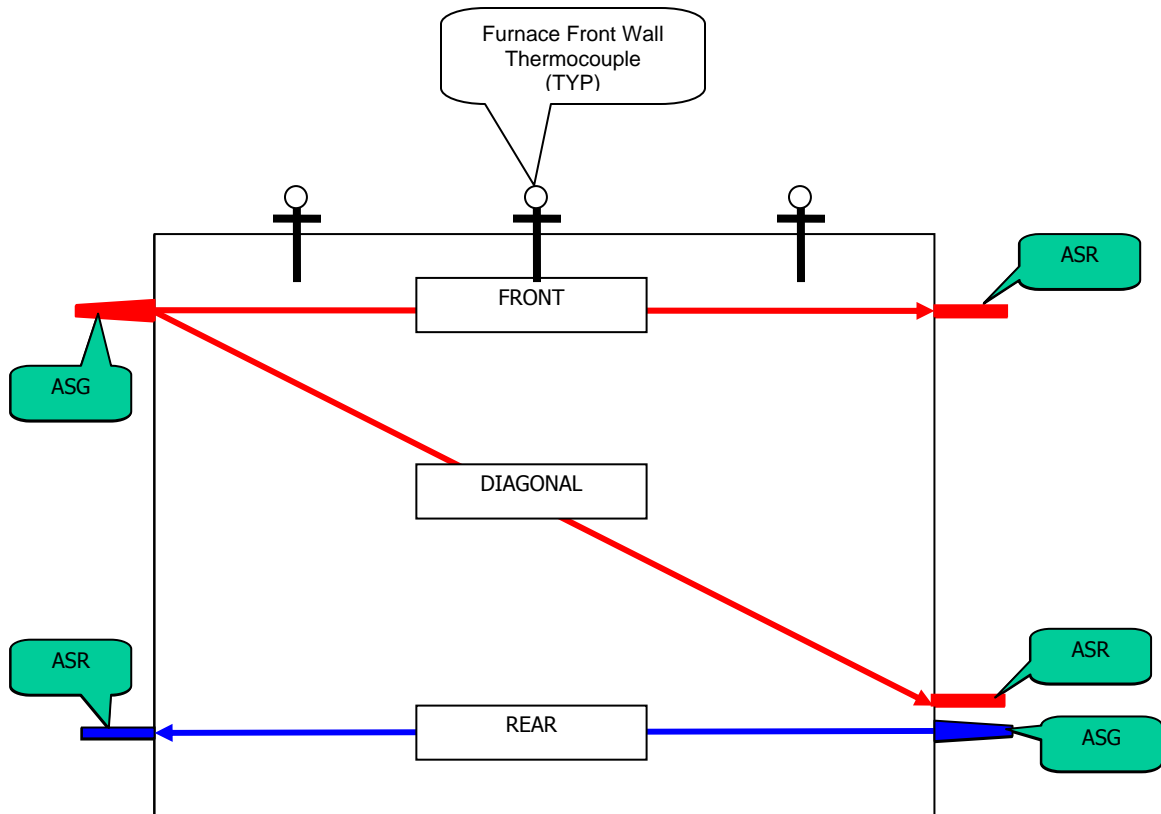 Furnace Front Wall
Thermocouple
(TYP)
ASR
FRONT
ASG
DIAGONAL
ASR
ASR
REAR
ASG